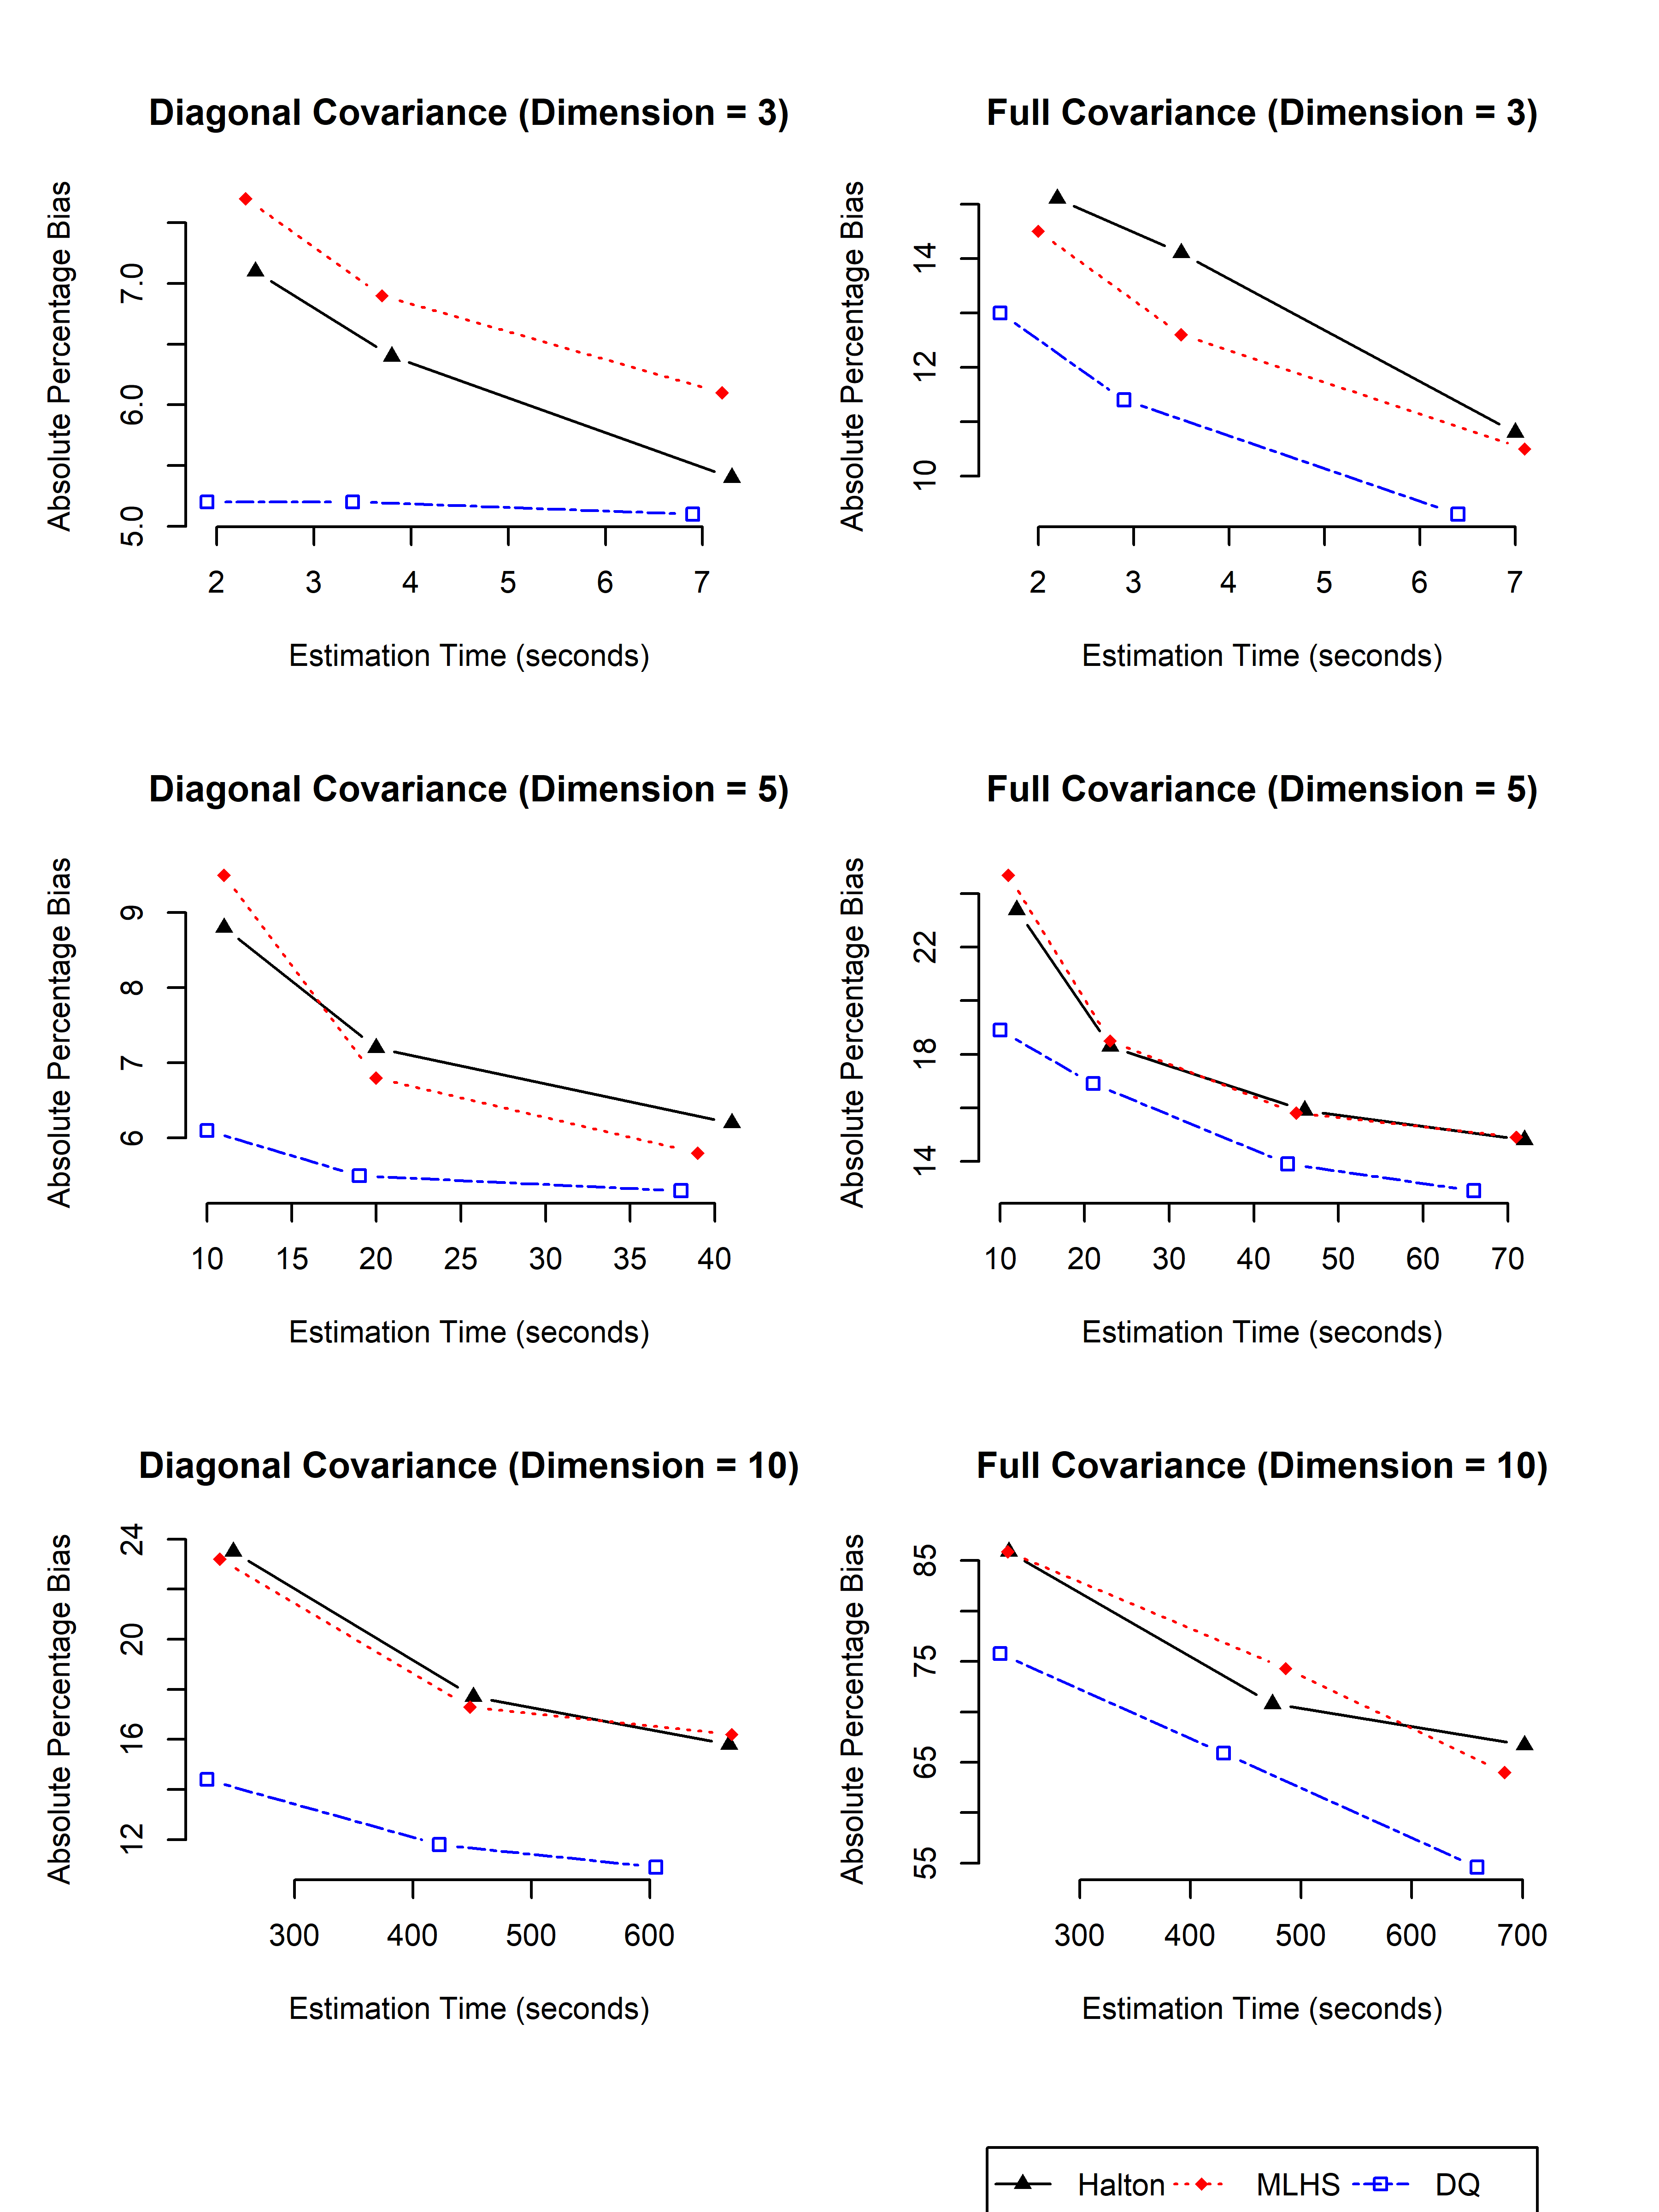 Diagonal Covariance (Dimension = 3)
Absolute Percentage Bias
5.0 6.0 7.0
2 3 4 5 6 7
Estimation Time (seconds)
Full Covariance (Dimension = 3)
Absolute Percentage Bias
10 12 14
2 3 4 5 6 7
Estimation Time (seconds)
Diagonal Covariance (Dimension = 5)
Absolute Percentage Bias
6 7 8 9
10 15 20 25 30 35 40
Estimation Time (seconds)
Full Covariance (Dimension = 5)
Absolute Percentage Bias
14 18 22
10 20 30 40 50 60 70
Estimation Time (seconds)
Diagonal Covariance (Dimension = 10)
Absolute Percentage Bias
12 16 20 24
300 400 500 600
Estimation Time (seconds)
Full Covariance (Dimension = 10)
Absolute Percentage Bias
55 65 75 85
300 400 500 600 700
Estimation Time (seconds)
Halton MLHS DQ